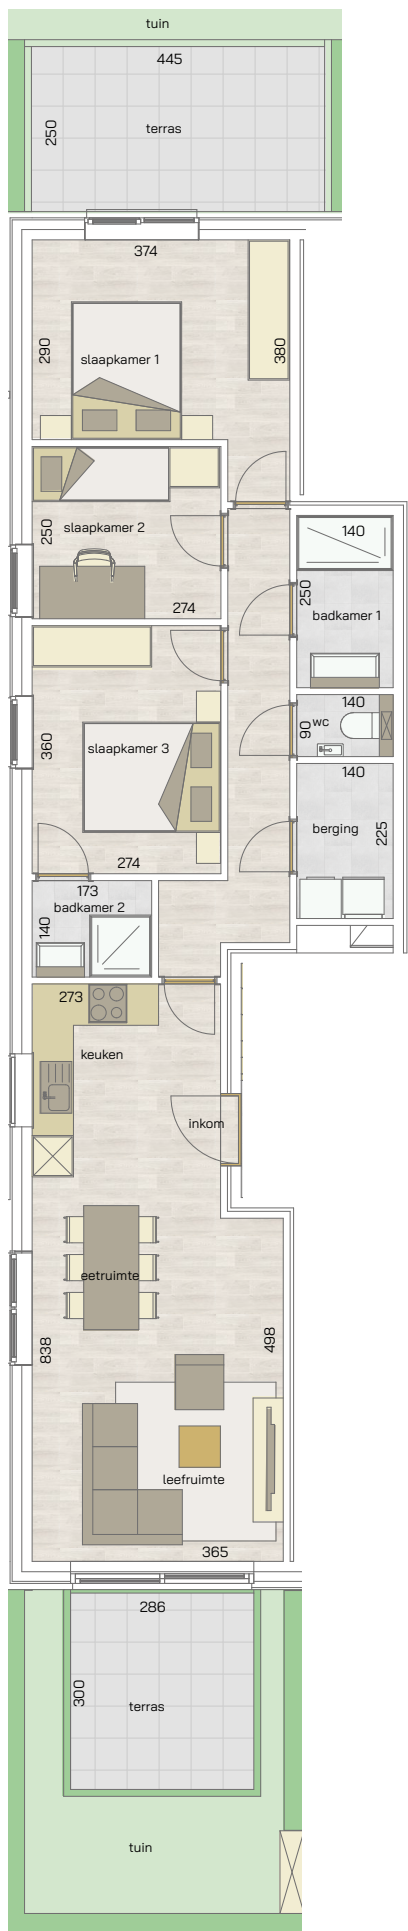 tuin
445
250
terras
374
290
slaapkamer 1
380
250
slaapkamer 2
274
140
250
badkamer 1
140
90
wc
360
slaapkamer 3
274
140
berging
225
173
badkamer 2
140
273
keuken
inkom
eetruimte
838
498
leefruimte
365
286
300
terras
tuin